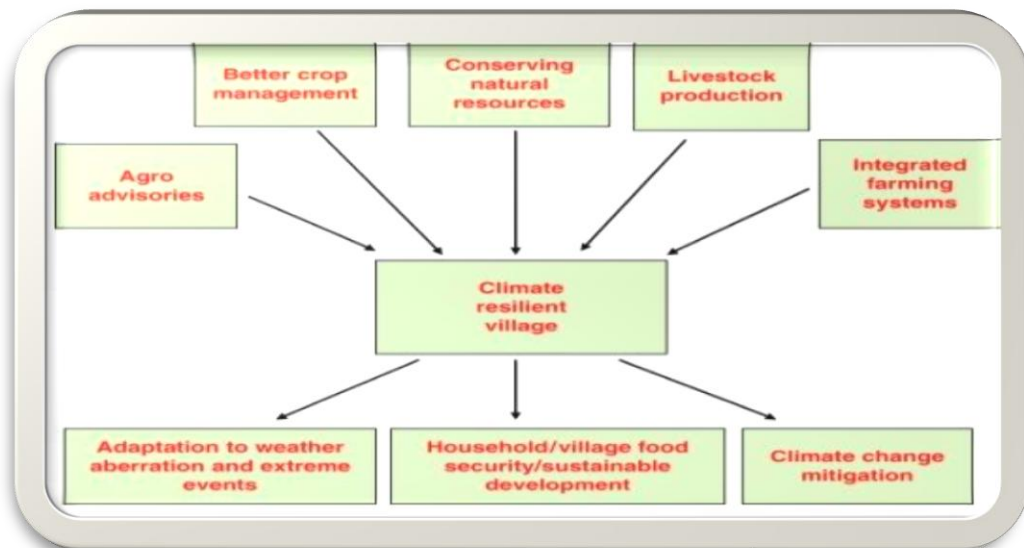 Better crop
management
Conserving
natural
resources
Livestock
production
Agro
advisories
Integrated
farming
systems
Climate
resilient
village
Adaptation to weather
aberration and extreme
events
Household/village food
security/sustainable
development
Climate change
mitigation